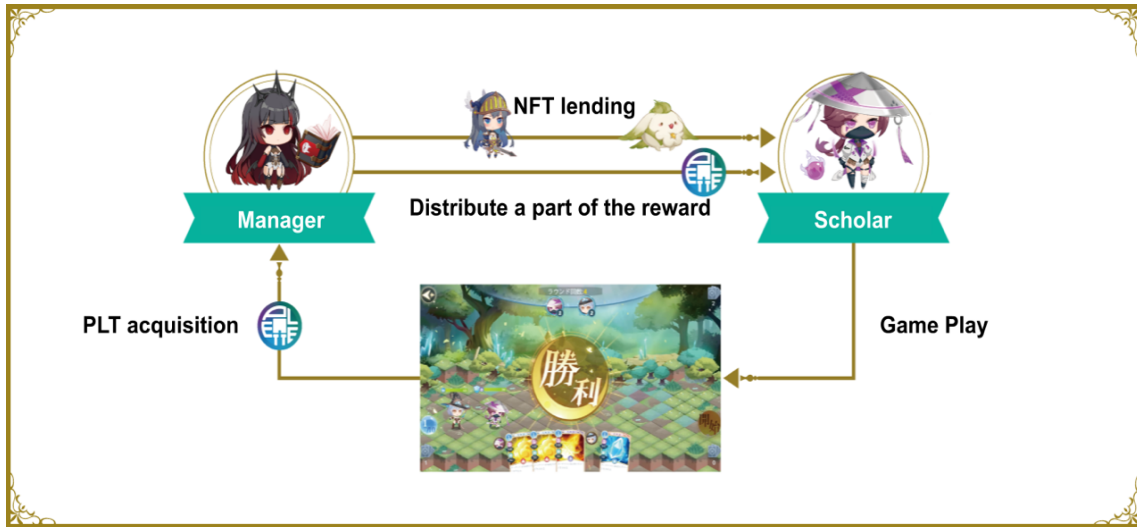 NFT lending
Distribute a part of the reward
Manager
Scholar
PLT acquisition
Game Play
勝利